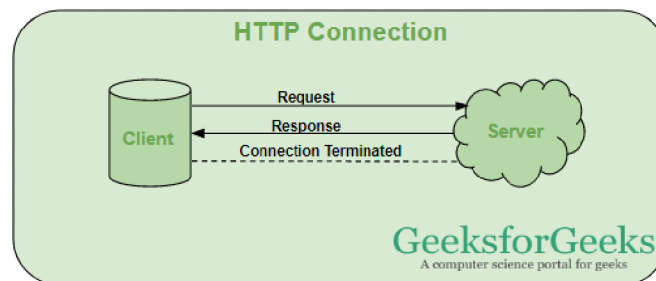 HTTP Connection
Request
Response
Client
Server
Connection Terminated
GeeksforGeeks
A computer science portal for geeks